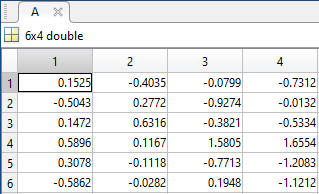 A
6x4 double
1 2 3 4
1 0.1525 -0.4035 -0.0799 -0.7312
2 -0.5043 0.2772 -0.9274 -0.0132
3 0.1472 0.6316 -0.3821 -0.5334
4 0.5896 0.1167 1.5805 1.6554
5 0.3078 -0.1118 -0.7713 -1.2083
6 -0.5862 -0.0282 0.1948 -1.1212